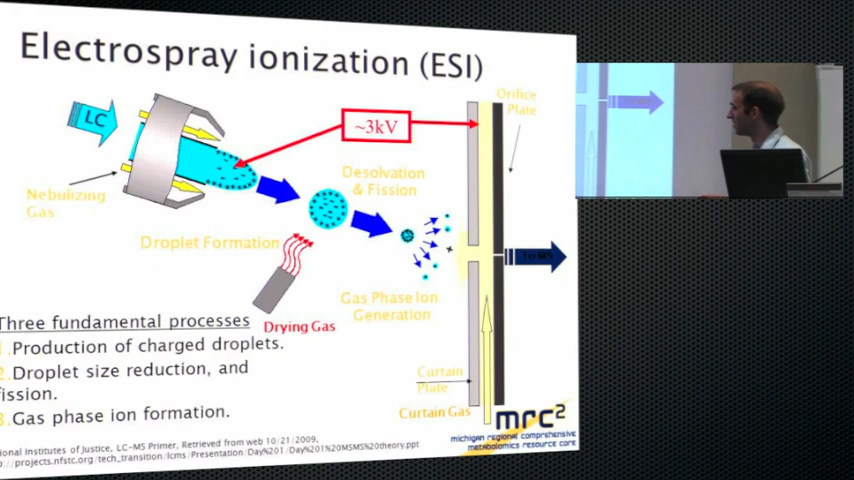 Electrospray ionization (ESI)
Orifice
Plate
LC
~3kV
Desolvation
& Fission
Nebulizing
Gas
Droplet Formation
To MS
Gas Phase Ion
Generation
Drying Gas
Three fundamental processes
1.Production of charged droplets.
2.Droplet size reduction, and
fission.
3.Gas phase ion formation.
Curtain
Plate
Curtain Gas
mrc2
michigan regional comprehensive
metabolomics resource core
ional Institutes of Justice, LC-MS Primer, Retrieved from web 10/21/2009,
p://projects.nfstc.org/tech_transition/lcms/Presentation/Day%201/Day%201%20MSMS%20theory.ppt